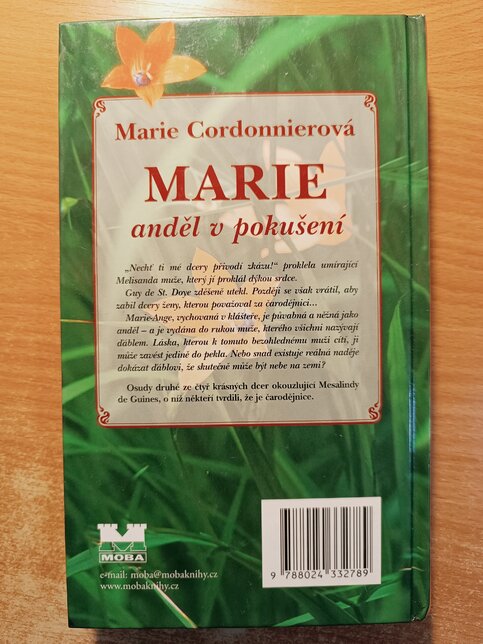 Marie Cordonnierová
MARIE
anděl v pokušení
„Nechť ti mé dcery přivodí zkázu!“ proklela umírající
Melisanda muže, který jí proklál dýkou srdce.
Guy de St. Doye zděšeně utekl. Později se však vrátil, aby
zabil dcery ženy, kterou považoval za čarodějnici…
Marie-Ange, vychovaná v klášteře, je půvabná a něžná jako
anděl – a je vydána do rukou muže, kterého všichni nazývají
ďáblem. Láska, kterou k tomuto bezohlednému muži cítí, ji
může zavést jedině do pekla. Nebo snad existuje reálná naděje
dokázat ďáblovi, že skutečně může být nebe na zemi?
Osudy druhé ze čtyř krásných dcer okouzlující Mesalindy
de Guines, o níž někteří tvrdili, že je čarodějnice.
MOBA
e-mail: moba@mobaknihy.cz
www.mobaknihy.cz
9 788024 332789